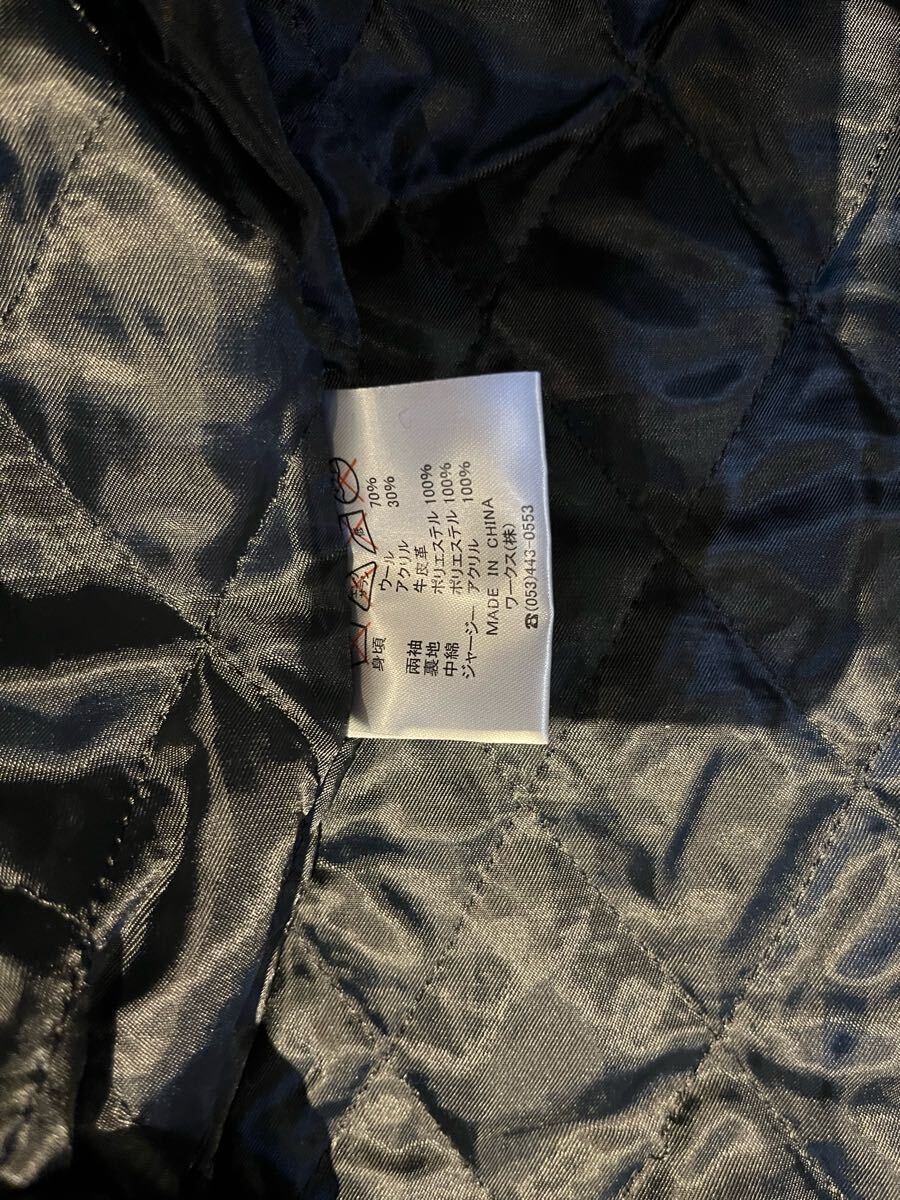 身頃 ウール 70%
アクリル 30%
両袖 牛皮革
裏地 ポリエステル 100%
中綿 ポリエステル 100%
ジャージー アクリル 100%
MADE IN CHINA
ワークス(株)
☎(053)443-0553